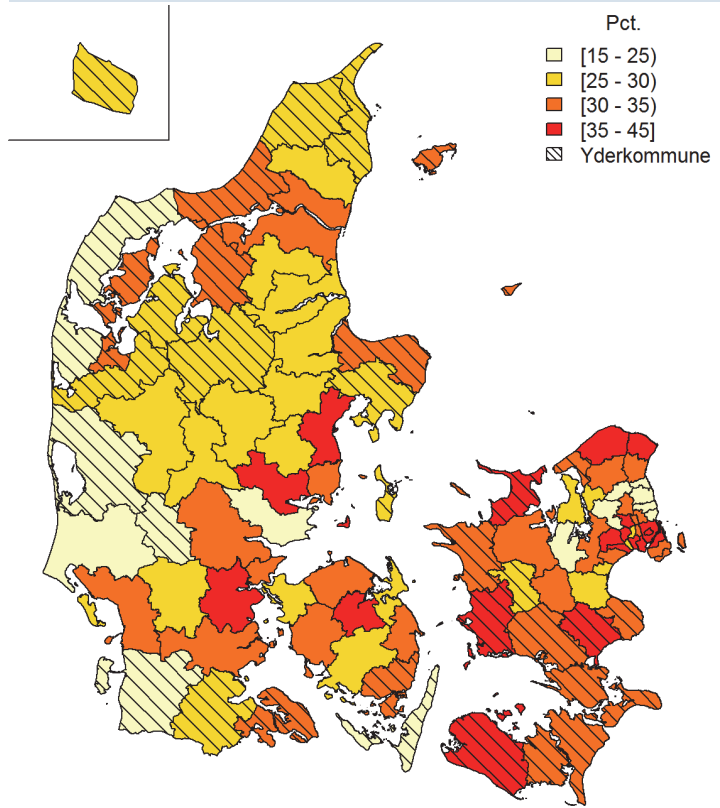 Pct.
[15 - 25)
[25 - 30)
[30 - 35)
[35 - 45]
Yderkommune